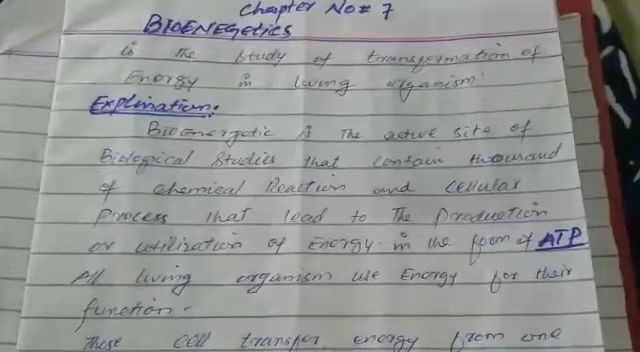 Chapter No# 7
BIOENEGEticS
is the study of transformation of
Energy in living organism.
Explination:
BioEnergetic is The active site of
Biological Studies that contain thousand
of chemical Reaction and cellular
Process that lead to The Production
or utilization of Energy in the form of ATP
All living organism use Energy for their
function.
These cell transfer energy from one